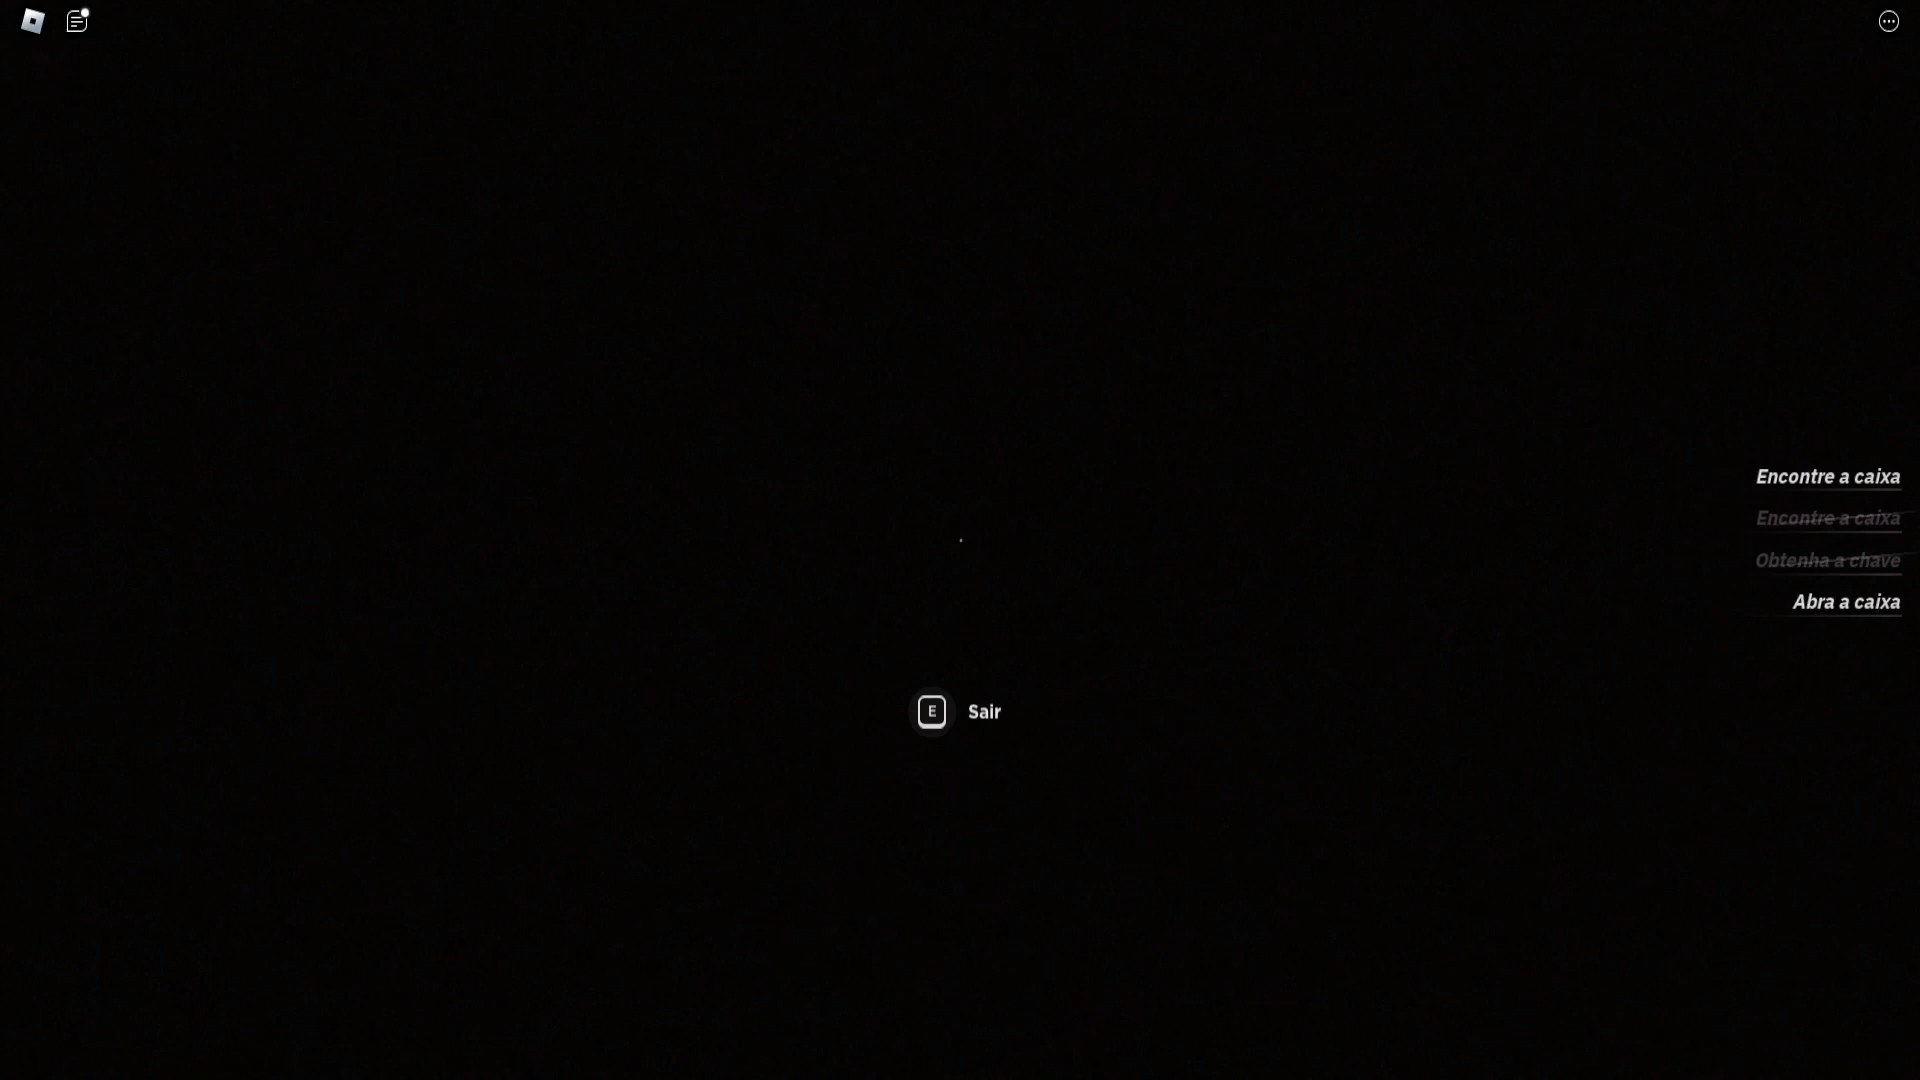 Encontre a caixa
Encontre a caixa
Obtenha a chave
Abra a caixa
E Sair